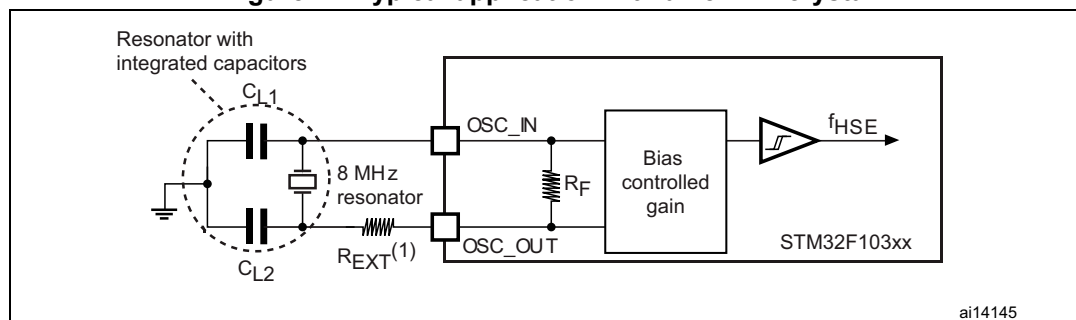 Resonator with
integrated capacitors
CL1
OSC_IN
fHSE
8 MHz
resonator
RF
Bias
controlled
gain
REXT(1)
OSC_OUT
STM32F103xx
CL2
ai14145